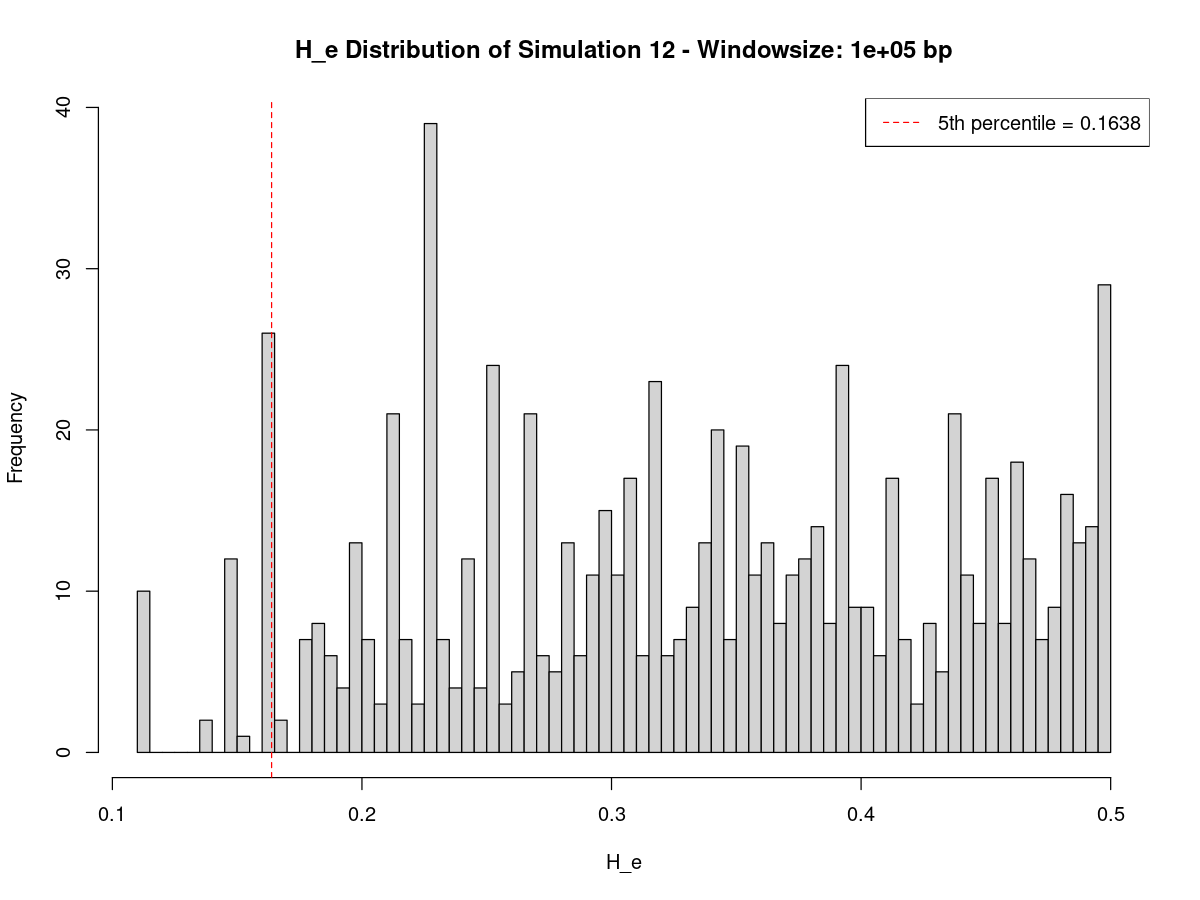 H_e Distribution of Simulation 12 - Windowsize: 1e+05 bp
5th percentile = 0.1638
Frequency
40
30
20
10
0
0.1 0.2 0.3 0.4 0.5
H_e